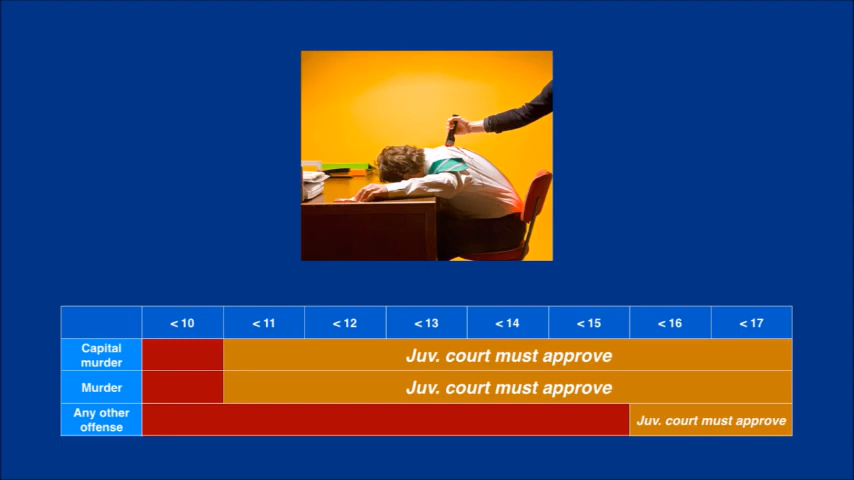 < 10 < 11 < 12 < 13 < 14 < 15 < 16 < 17
Capital
murder
Juv. court must approve
Murder
Juv. court must approve
Any other
offense
Juv. court must approve